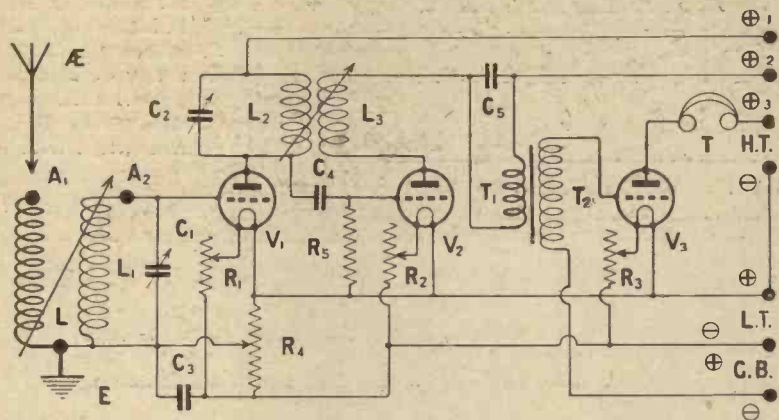 ⊕ 1
Æ
⊕ 2
C₂ L₂ L₃ C₅
⊕ 3
T H.T.
C₄
A₁ A₂ T₁ T₂ ⊖
C₁ V₁ V₂ V₃
L₁ R₁ R₅ R₂ R₃
⊕
L L.T.
⊖
R₄
C₃ ⊕ G.B.
E
⊖